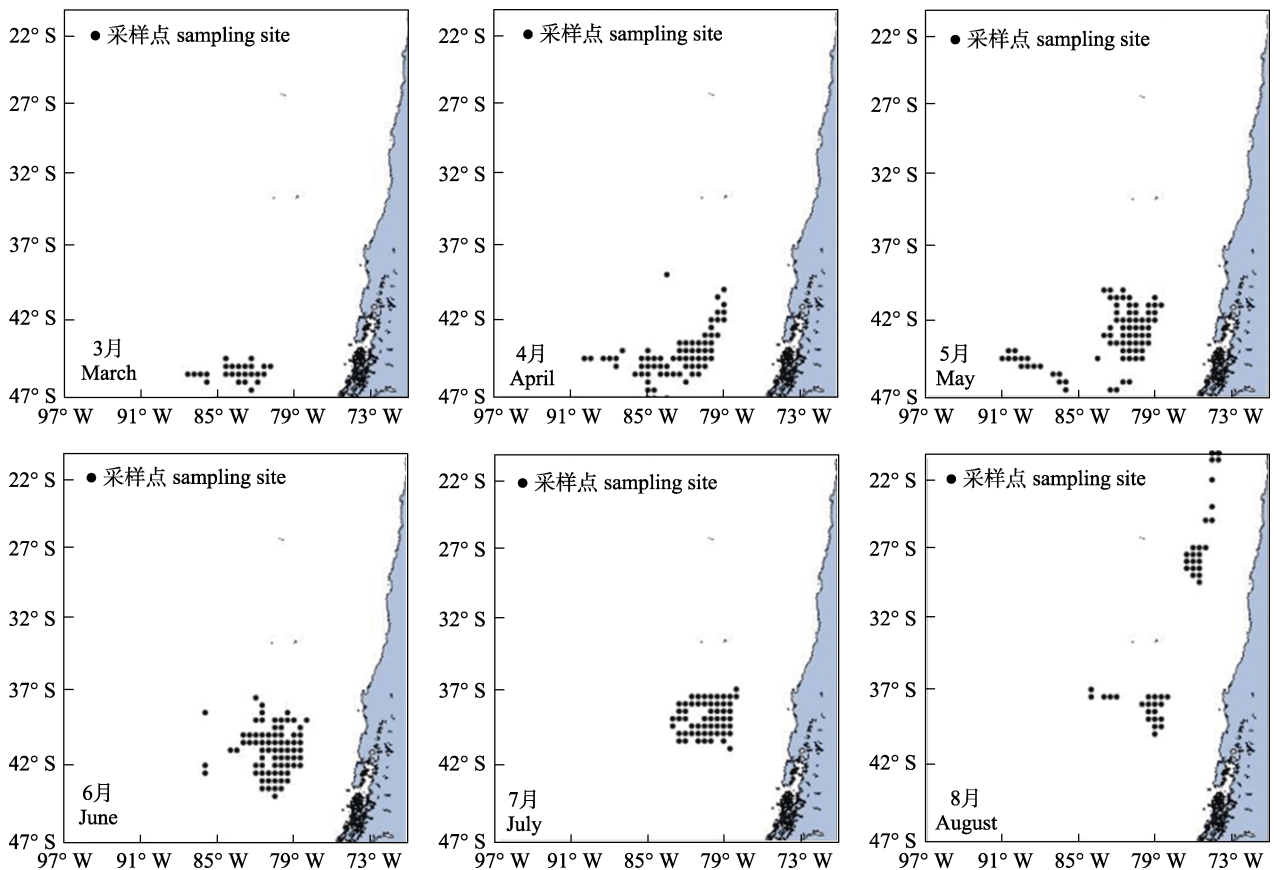 ● 采样点 sampling site
22° S
27° S
32° S
37° S
42° S
47° S
3月
March
97° W 91° W 85° W 79° W 73° W
● 采样点 sampling site
22° S
27° S
32° S
37° S
42° S
47° S
4月
April
97° W 91° W 85° W 79° W 73° W
● 采样点 sampling site
22° S
27° S
32° S
37° S
42° S
47° S
5月
May
97° W 91° W 85° W 79° W 73° W
● 采样点 sampling site
22° S
27° S
32° S
37° S
42° S
47° S
6月
June
97° W 91° W 85° W 79° W 73° W
● 采样点 sampling site
22° S
27° S
32° S
37° S
42° S
47° S
7月
July
97° W 91° W 85° W 79° W 73° W
● 采样点 sampling site
22° S
27° S
32° S
37° S
42° S
47° S
8月
August
97° W 91° W 85° W 79° W 73° W